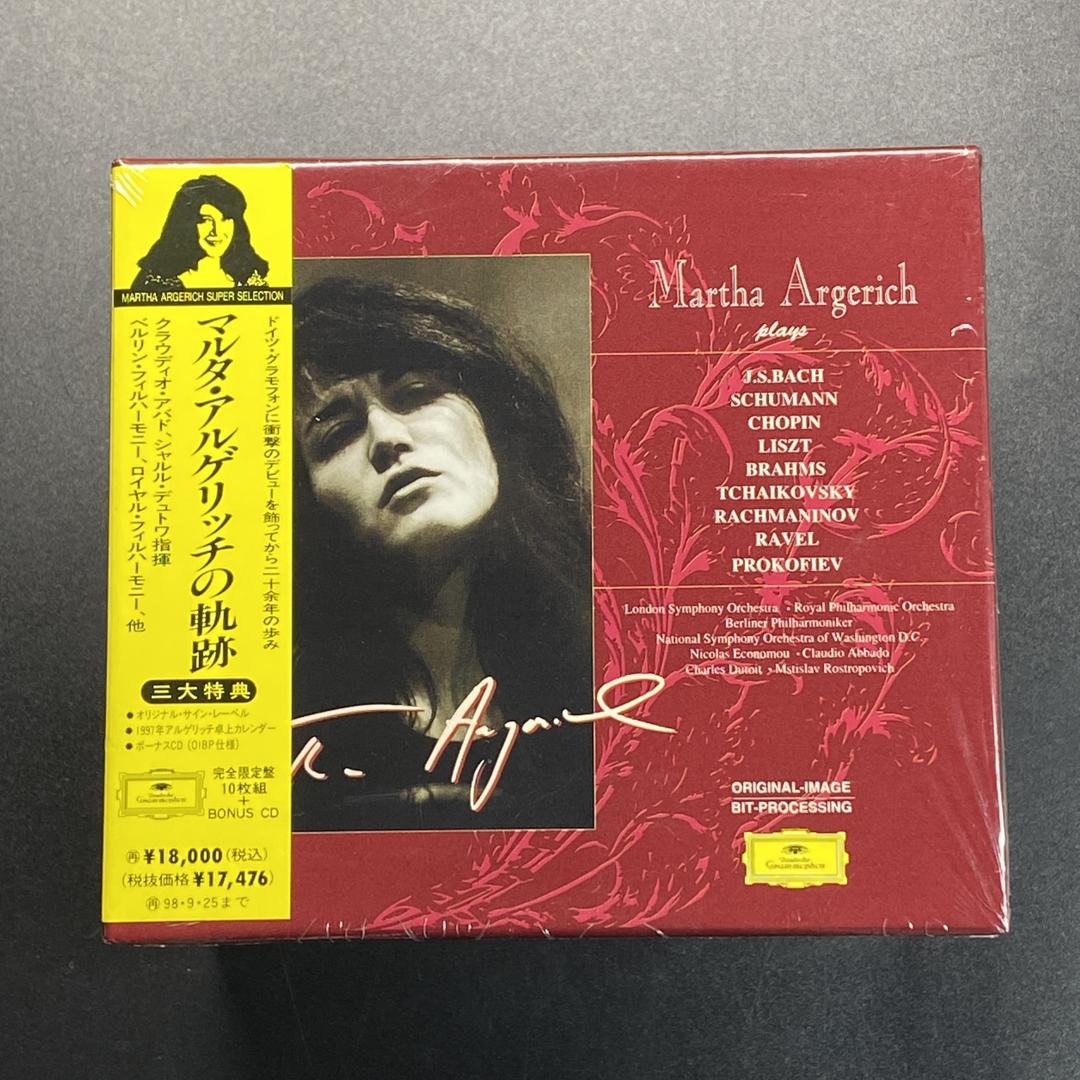 MARTHA ARGERICH SUPER SELECTION
ドイツ・グラモフォンに衝撃のデビューを飾ってから二十余年の歩み
マルタ・アルゲリッチの軌跡
クラウディオ・アバド、シャルル・デュトワ指揮
ベルリン・フィルハーモニー、ロイヤル・フィルハーモニー、他
三大特典
●オリジナル・サイン・レーベル
●1997年アルゲリッチ卓上カレンダー
●ボーナスCD（OIBP仕様）
Deutsche
Grammophon
完全限定盤
10枚組
+
BONUS CD
再 ¥18,000(税込)
(税抜価格 ¥17,476)
再 98・9・25まで
Argerich
Martha Argerich
plays
J.S.BACH
SCHUMANN
CHOPIN
LISZT
BRAHMS
TCHAIKOVSKY
RACHMANINOV
RAVEL
PROKOFIEV
London Symphony Orchestra・Royal Philharmonic Orchestra
Berliner Philharmoniker
National Symphony Orchestra of Washington D.C.
Nicolas Economou・Claudio Abbado
Charles Dutoit・Mstislav Rostropovich
ORIGINAL-IMAGE
BIT-PROCESSING
Deutsche
Grammophon